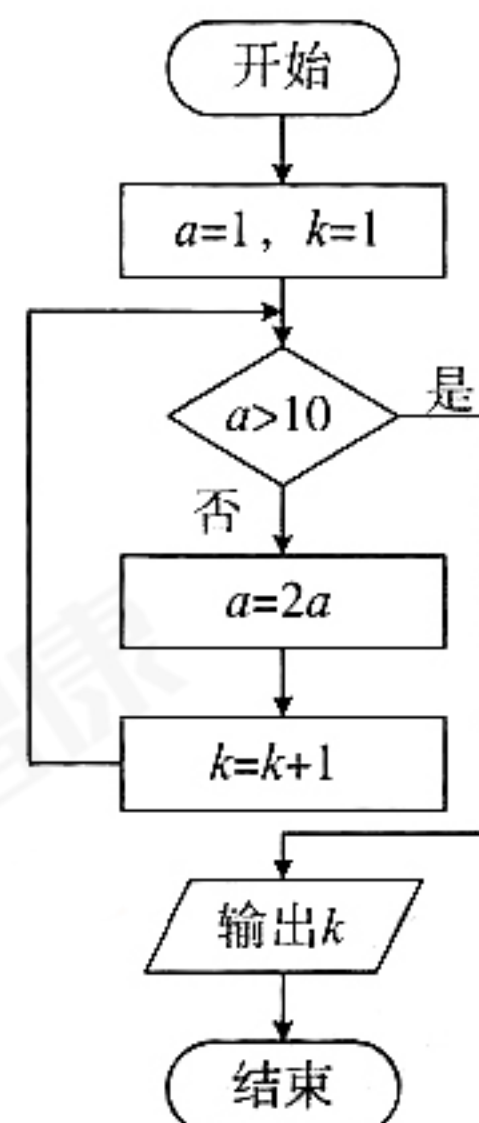 开始
a=1, k=1
a>10
是
否
a=2a
k=k+1
输出k
结束